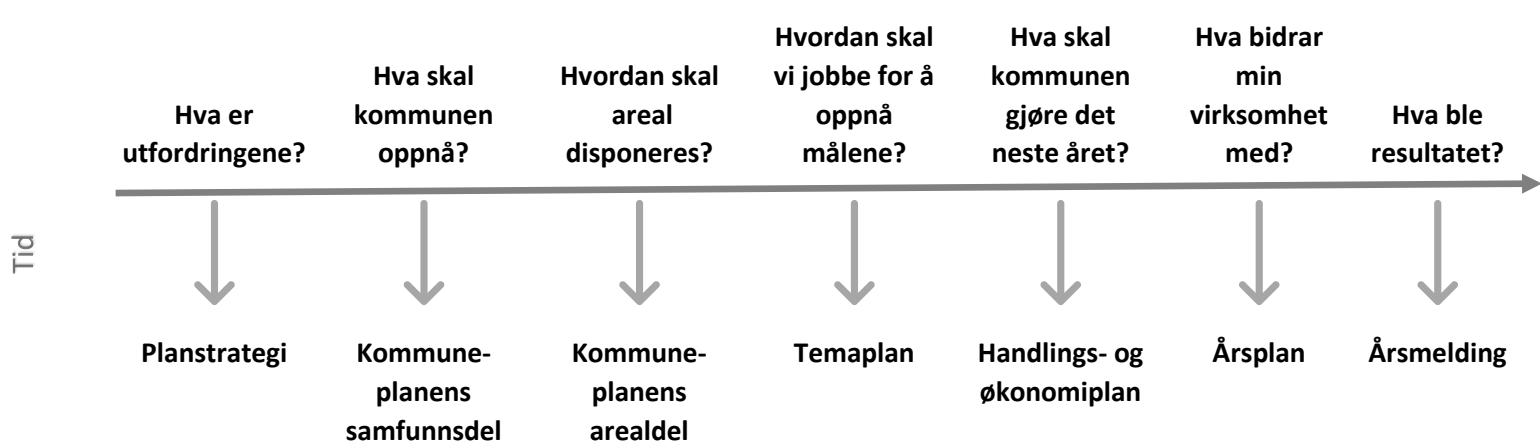 Hva er
utfordringene?
Hva skal
kommunen
oppnå?
Hvordan skal
areal
disponeres?
Hvordan skal
vi jobbe for å
oppnå
målene?
Hva skal
kommunen
gjøre det
neste året?
Hva bidrar
min
virksomhet
med?
Hva ble
resultatet?
Tid
Planstrategi
Kommune-
planens
samfunnsdel
Kommune-
planens
arealdel
Temaplan
Handlings- og
økonomiplan
Årsplan
Årsmelding